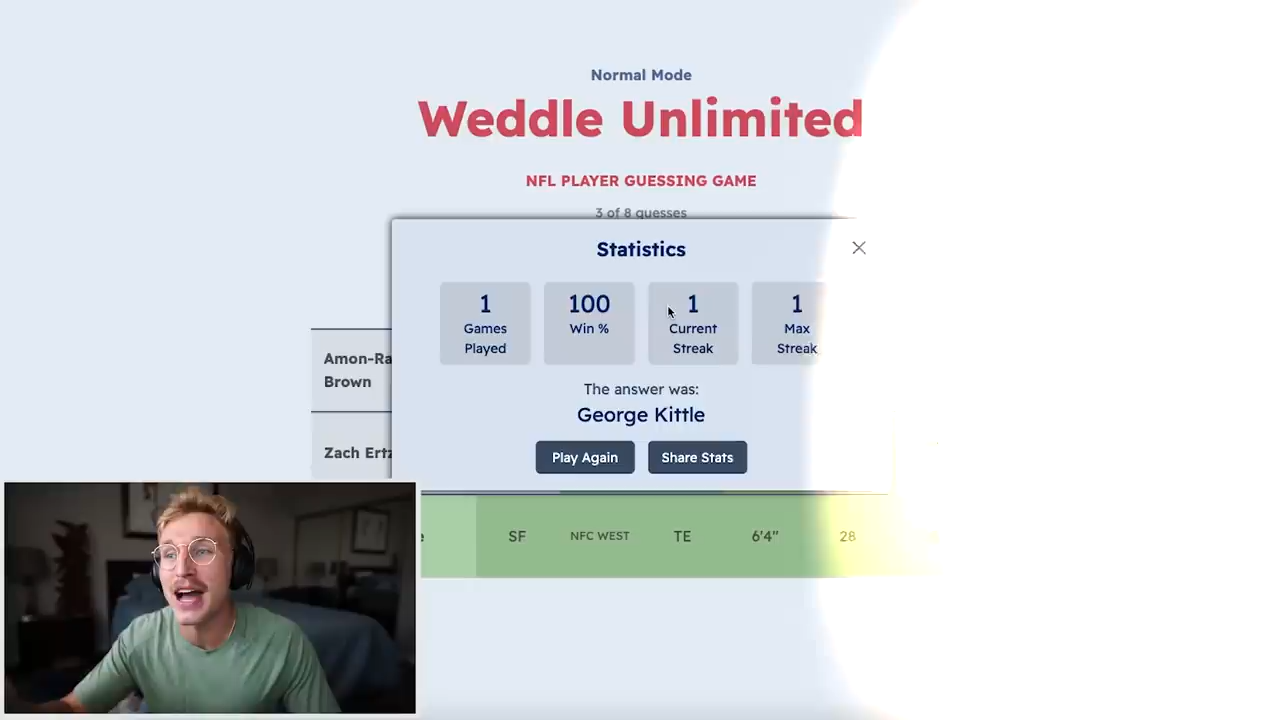 Normal Mode
Weddle Unlimited
NFL PLAYER GUESSING GAME
3 of 8 guesses
Statistics
1
Games
Played
100
Win %
1
Current
Streak
1
Max
Streak
Amon-Ra
Brown
The answer was:
George Kittle
Zach Ertz
Play Again
Share Stats
e
SF
NFC WEST
TE
6'4"
28